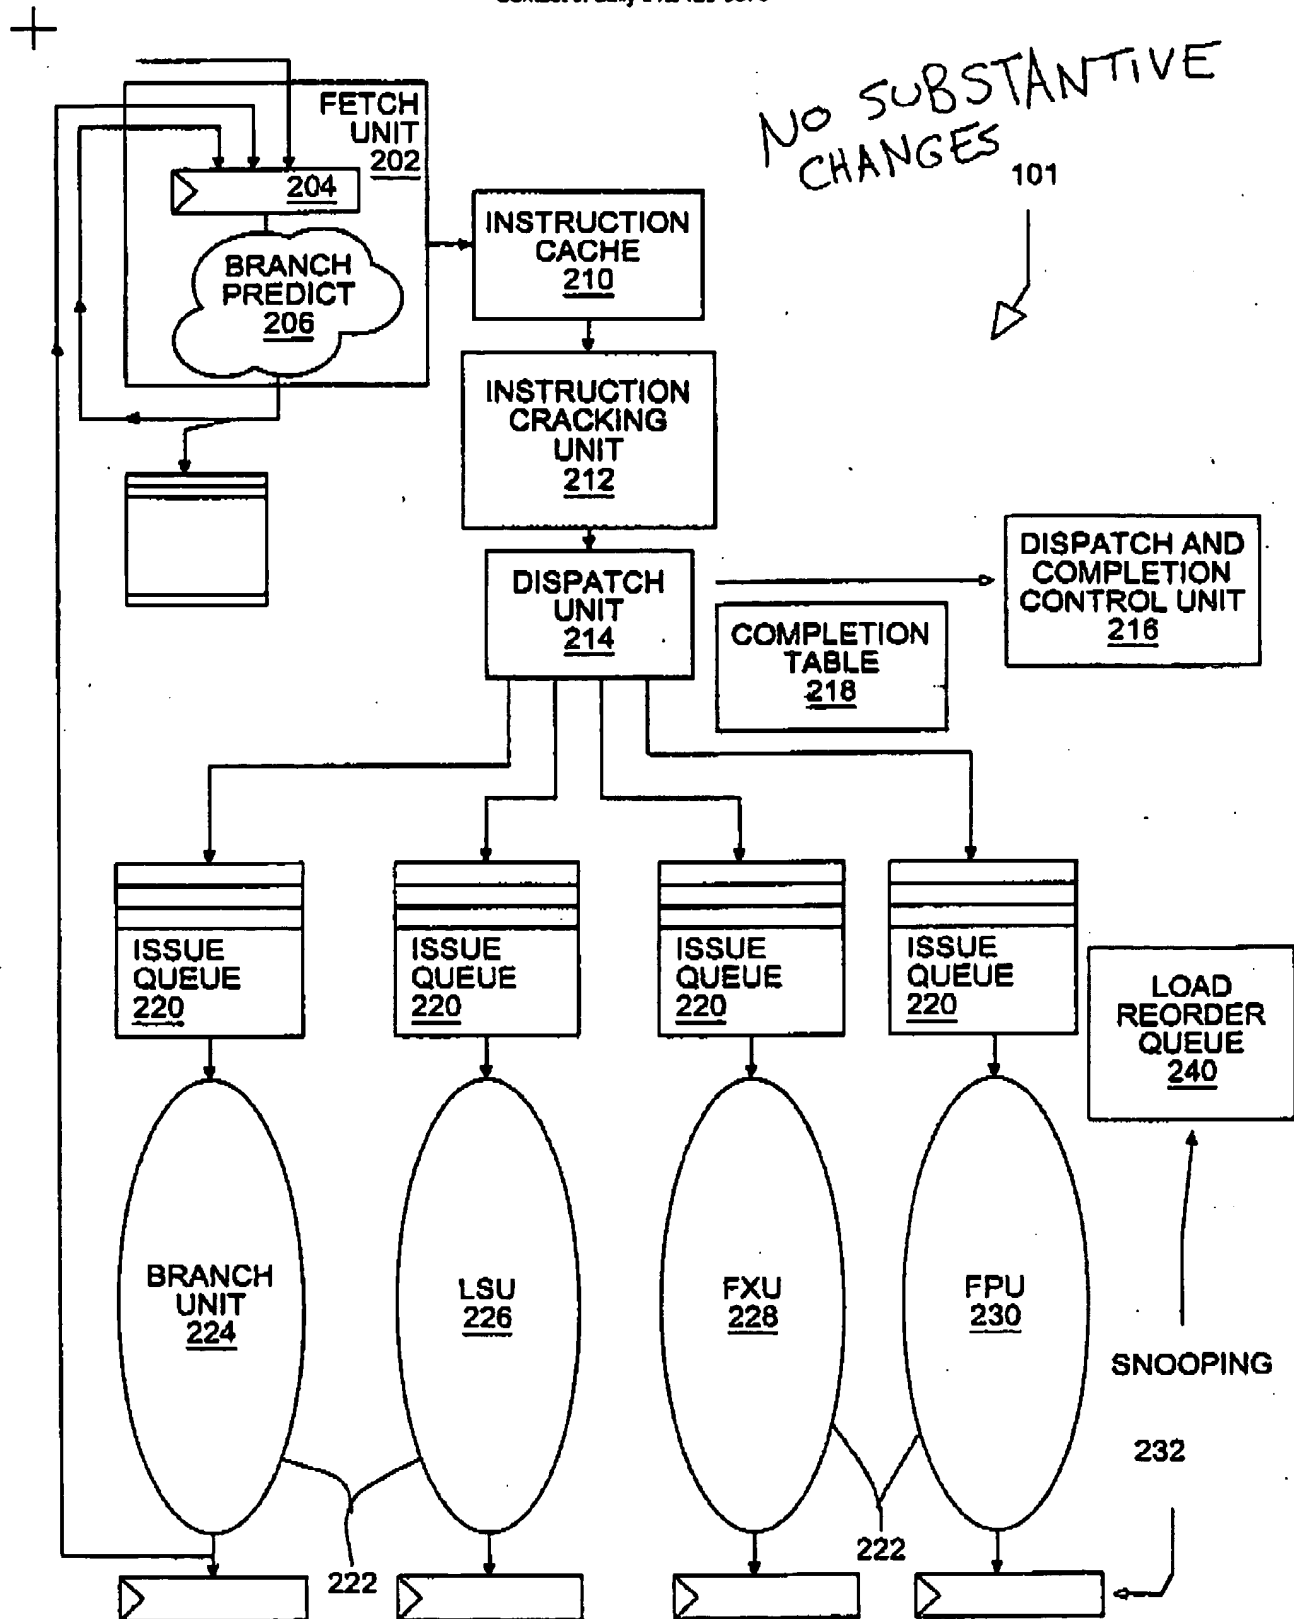 NO SUBSTANTIVE
CHANGES
101
FETCH
UNIT
202
204
BRANCH
PREDICT
206
INSTRUCTION
CACHE
210
INSTRUCTION
CRACKING
UNIT
212
DISPATCH
UNIT
214
DISPATCH AND
COMPLETION
CONTROL UNIT
216
COMPLETION
TABLE
218
ISSUE
QUEUE
220
ISSUE
QUEUE
220
ISSUE
QUEUE
220
ISSUE
QUEUE
220
LOAD
REORDER
QUEUE
240
BRANCH
UNIT
224
LSU
226
FXU
228
FPU
230
SNOOPING
232
222
222